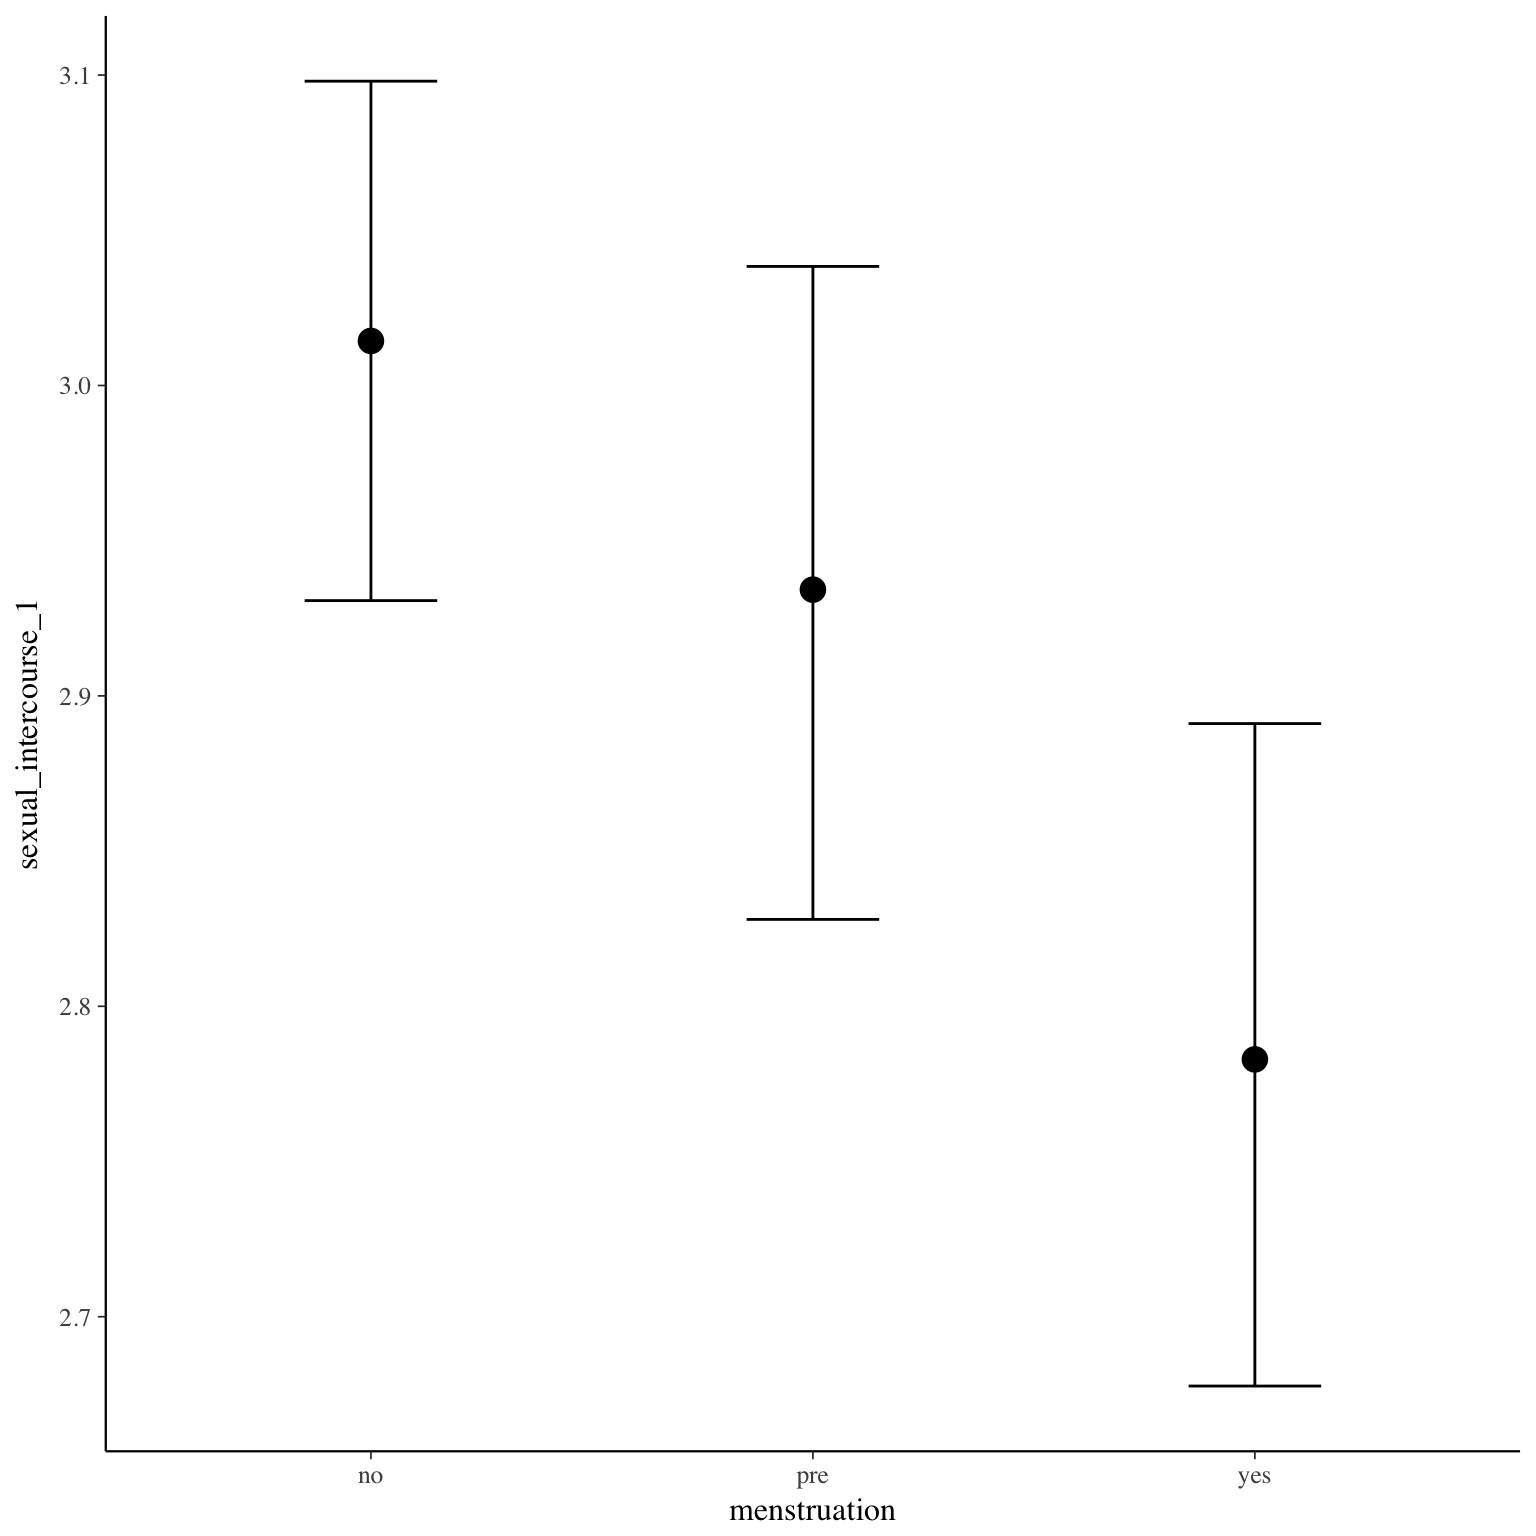 3.1
3.0
2.9
2.8
2.7
sexual_intercourse_1
no pre yes
menstruation